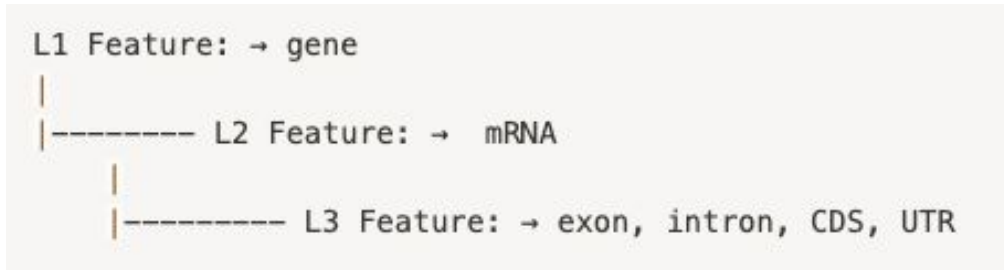 L1 Feature: → gene
|
|-------- L2 Feature: → mRNA
|
|--------- L3 Feature: → exon, intron, CDS, UTR